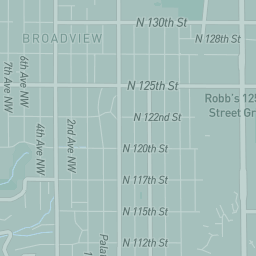 N 130th St
BROADVIEW
N 128th St
6th Ave NW
7th Ave NW
N 125th St
Robb's 125
Street Gr
N 122nd St
4th Ave NW
2nd Ave NW
N 120th St
N 117th St
N 115th St
Pala
N 112th St